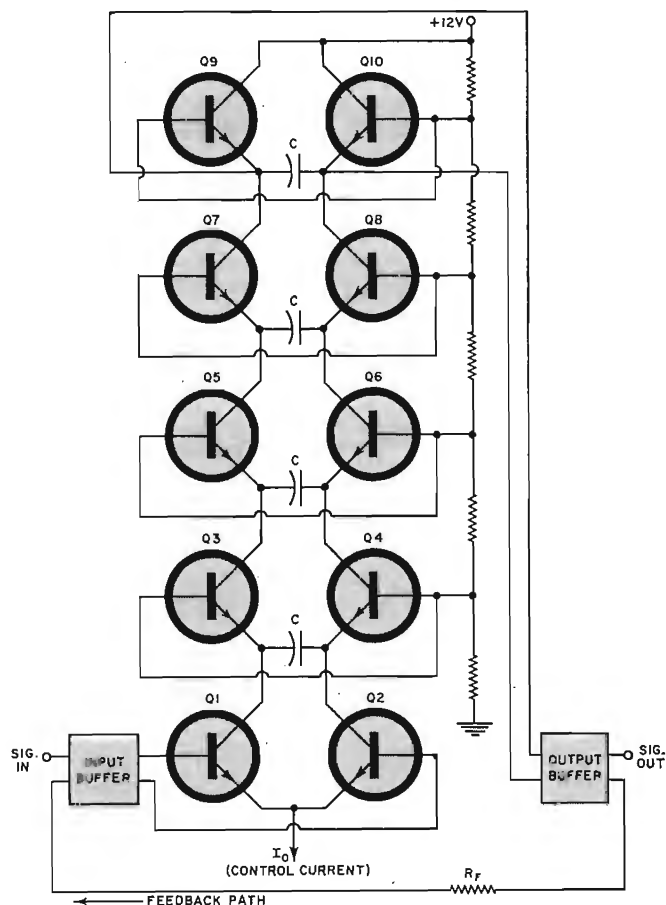 +12V
Q9
Q10
C
Q7
Q8
C
Q5
Q6
C
Q3
Q4
C
Q1
Q2
SIG. IN
INPUT BUFFER
OUTPUT BUFFER
SIG. OUT
I₀
(CONTROL CURRENT)
R_F
FEEDBACK PATH